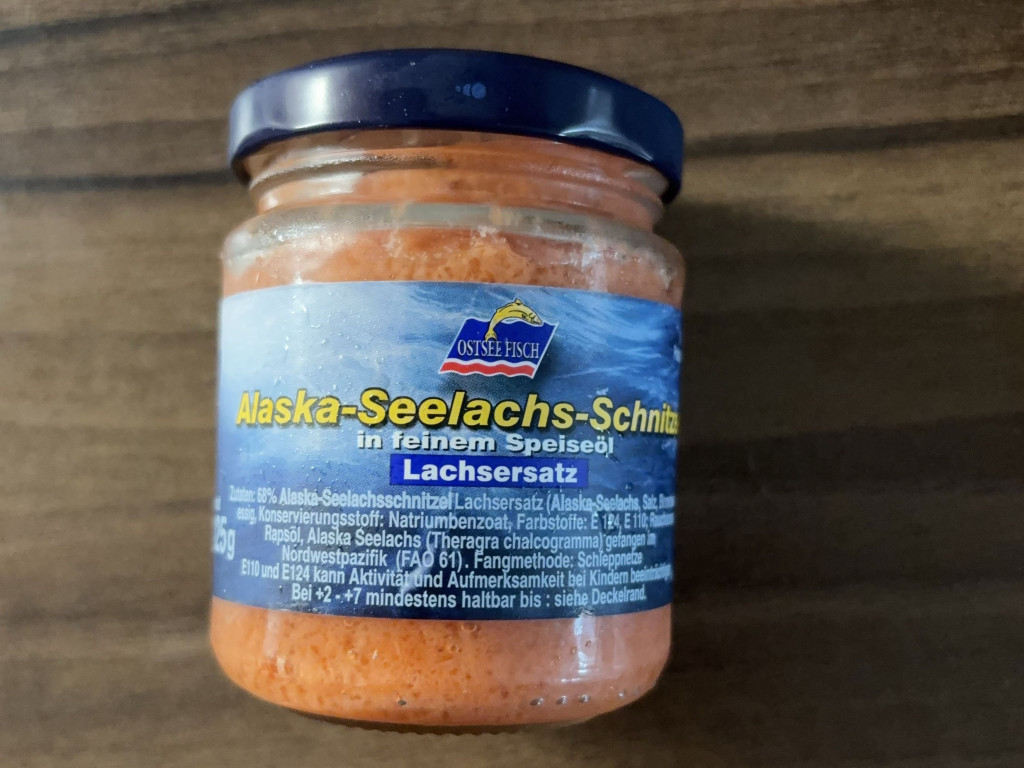 OSTSEE FISCH
Alaska-Seelachs-Schnitze
in feinem Speiseöl
Lachsersatz
Zutaten: 68% Alaska-Seelachsschnitzel Lachsersatz (Alaska-Seelachs, Salz,
essig, Konservierungsstoff: Natriumbenzoat, Farbstoffe: E 124, E 110;
25g
Rapsöl, Alaska Seelachs (Theragra chalcogramma) gefangen im
Nordwestpazifik (FAO 61). Fangmethode: Schleppnetze
E110 und E124 kann Aktivität und Aufmerksamkeit bei Kindern
Bei +2 - +7 mindestens haltbar bis : siehe Deckelrand.